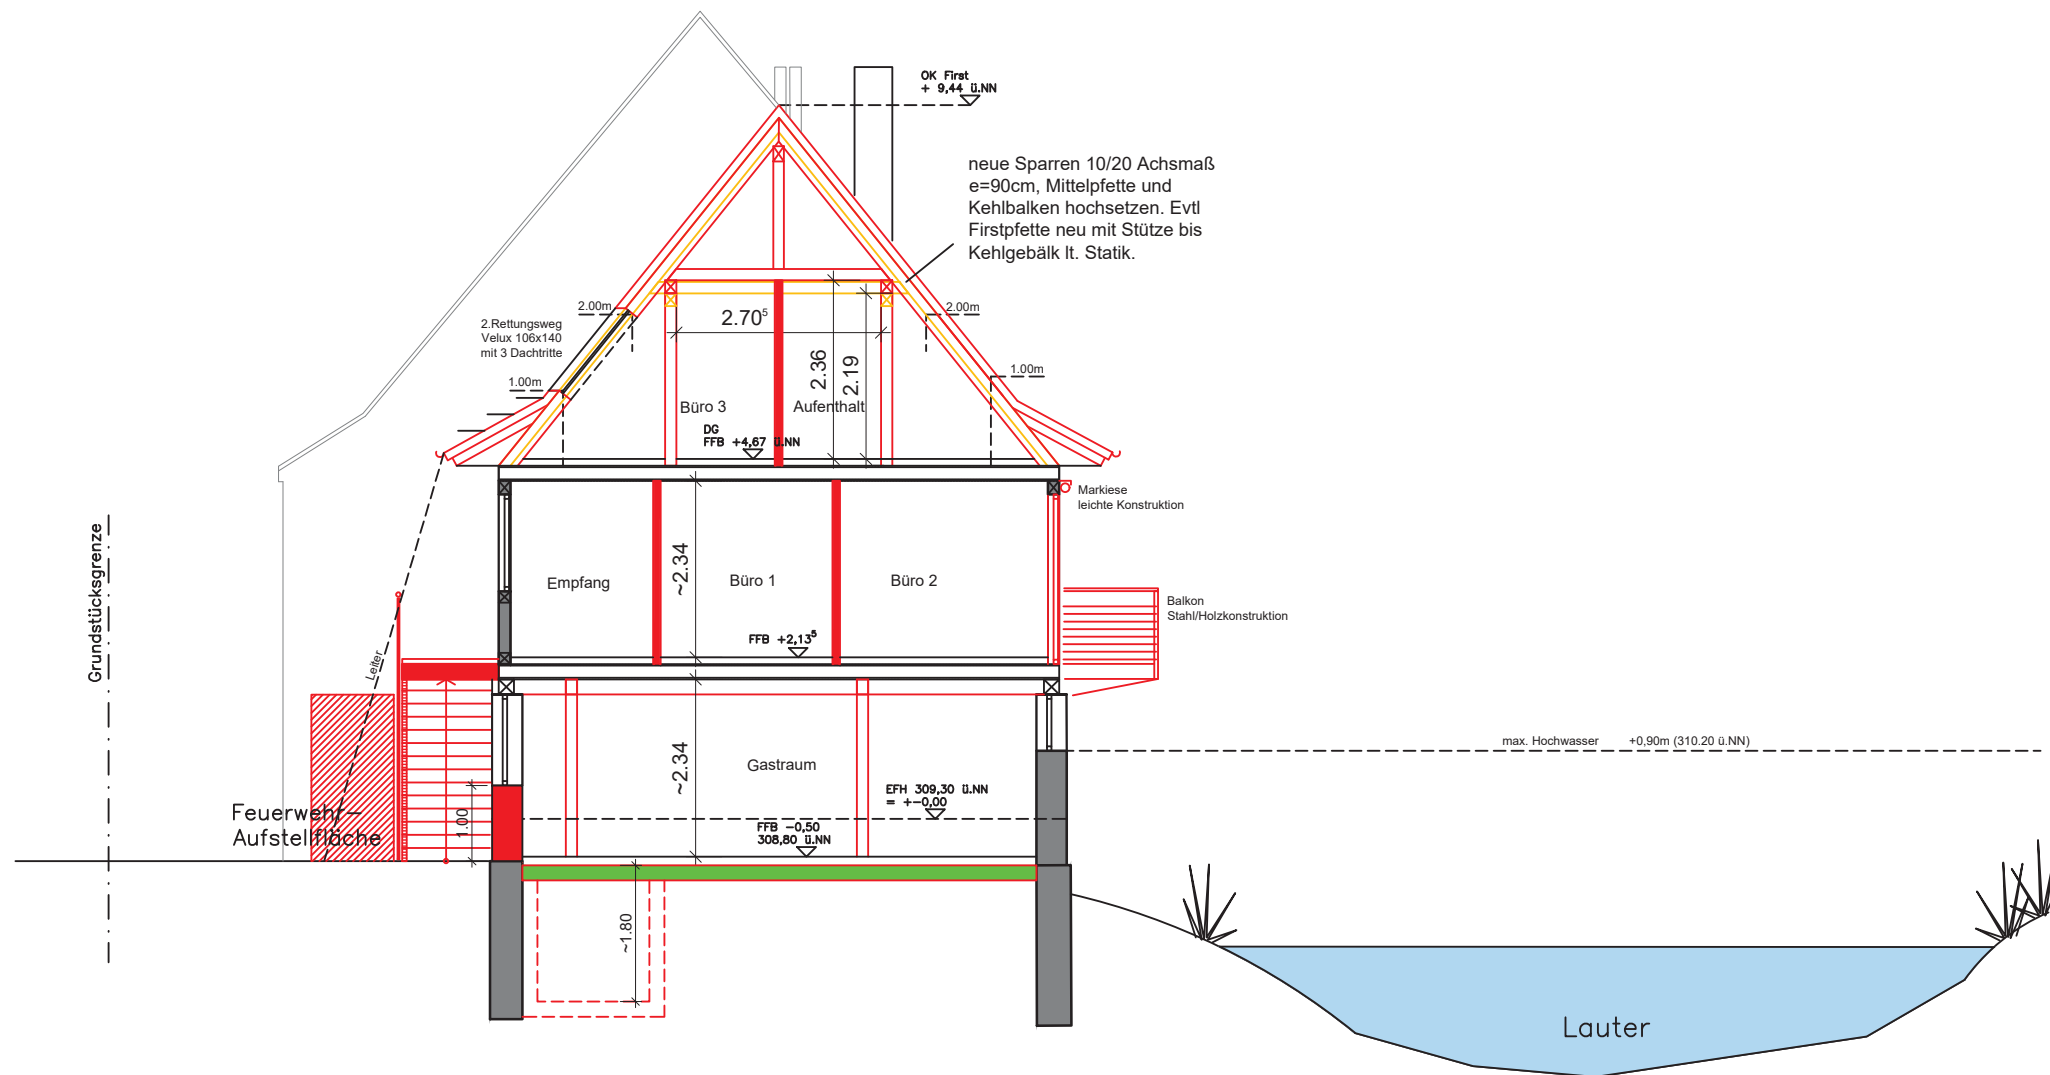 OK First
+ 9,44 ü.NN
neue Sparren 10/20 Achsmaß
e=90cm, Mittelpfette und
Kehlbalken hochsetzen. Evtl
Firstpfette neu mit Stütze bis
Kehlgebälk lt. Statik.
2.00m
2.70⁵
2.00m
2.Rettungsweg
Velux 106x140
mit 3 Dachtritte
2.36
2.19
1.00m
1.00m
Büro 3
Aufenthalt
DG
FFB +4,67 ü.NN
Markiese
leichte Konstruktion
Grundstücksgrenze
~2.34
Empfang
Büro 1
Büro 2
Balkon
Stahl/Holzkonstruktion
FFB +2,13⁵
Leiter
~2.34
Gastraum
max. Hochwasser +0,90m (310.20 ü.NN)
EFH 309,30 ü.NN
= +-0,00
Feuerwehr-
Aufstellfläche
1.00
FFB -0,50
308,80 ü.NN
~1.80
Lauter